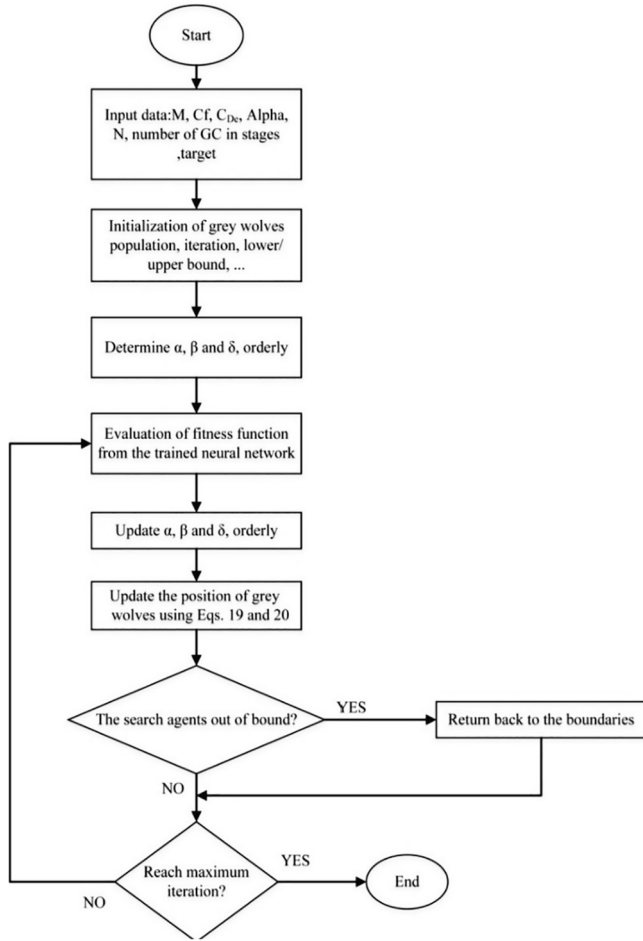 Start
Input data:M, Cf, C_De, Alpha,
N, number of GC in stages
,target
Initialization of grey wolves
population, iteration, lower/
upper bound, ...
Determine α, β and δ, orderly
Evaluation of fitness function
from the trained neural network
Update α, β and δ, orderly
Update the position of grey
wolves using Eqs. 19 and 20
The search agents out of bound?
YES
Return back to the boundaries
NO
Reach maximum
iteration?
YES
End
NO